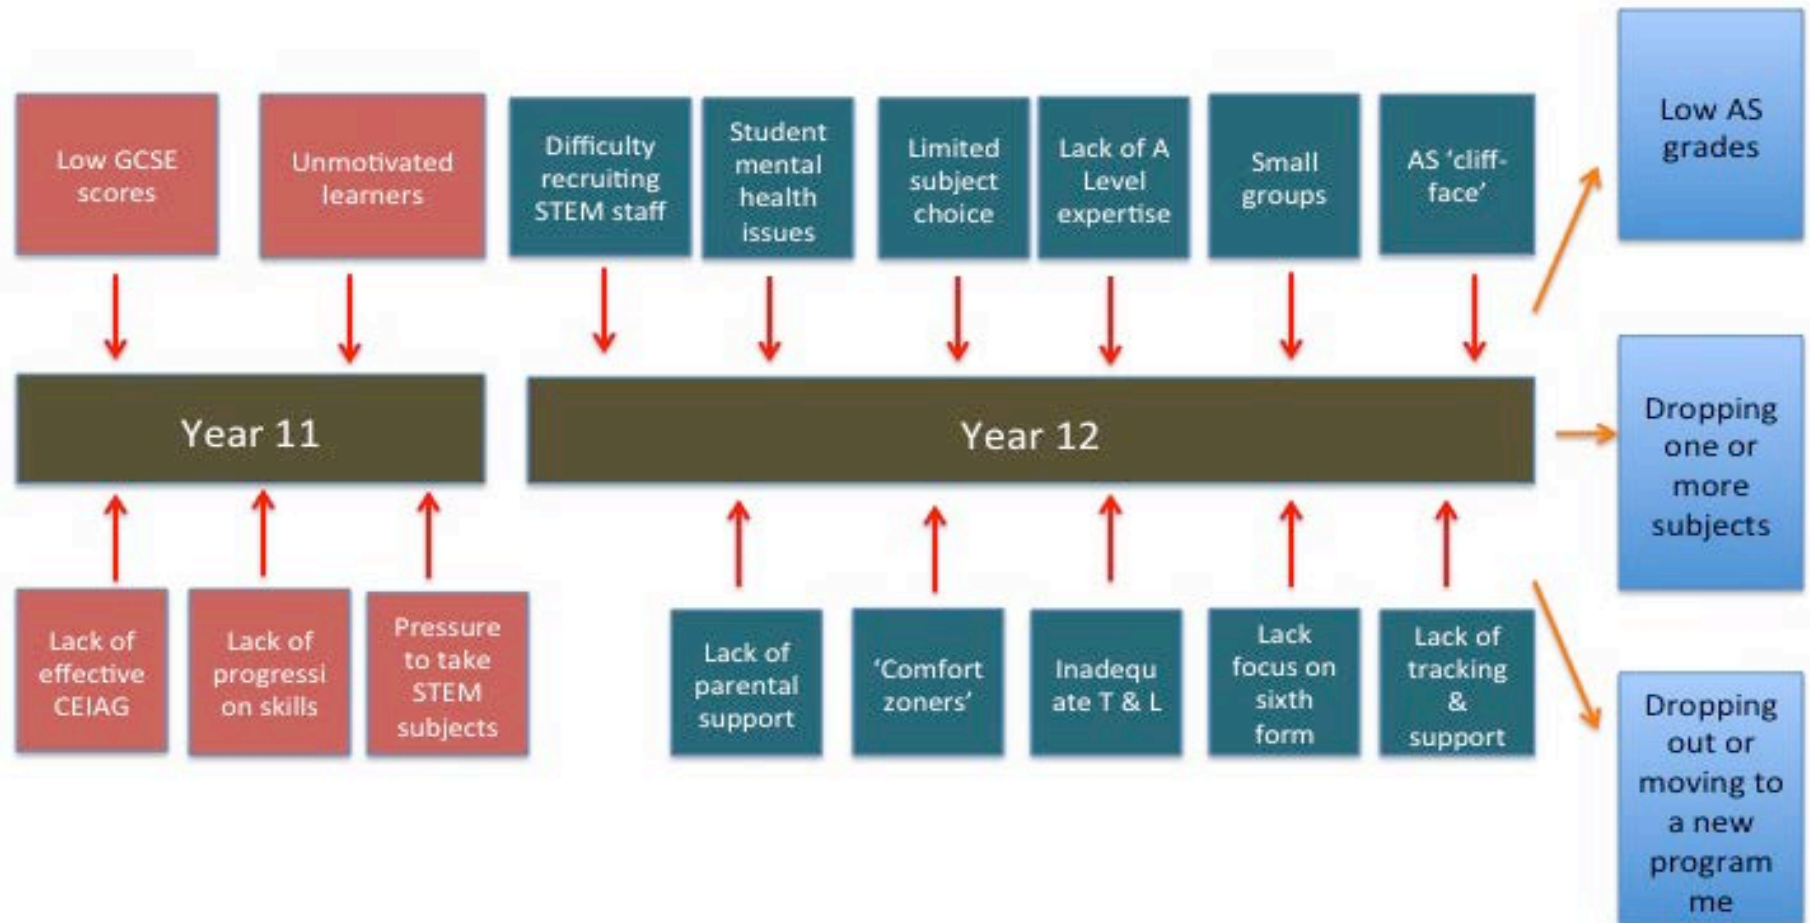 Low GCSE
scores
Unmotivated
learners
Difficulty
recruiting
STEM staff
Student
mental
health
issues
Limited
subject
choice
Lack of A
Level
expertise
Small
groups
AS ‘cliff-
face’
Low AS
grades
Year 11
Year 12
Dropping
one or
more
subjects
Lack of
effective
CEIAG
Lack of
progressi
on skills
Pressure
to take
STEM
subjects
Lack of
parental
support
‘Comfort
zoners’
Inadequ
ate T & L
Lack
focus on
sixth
form
Lack of
tracking
&
support
Dropping
out or
moving to
a new
program
me